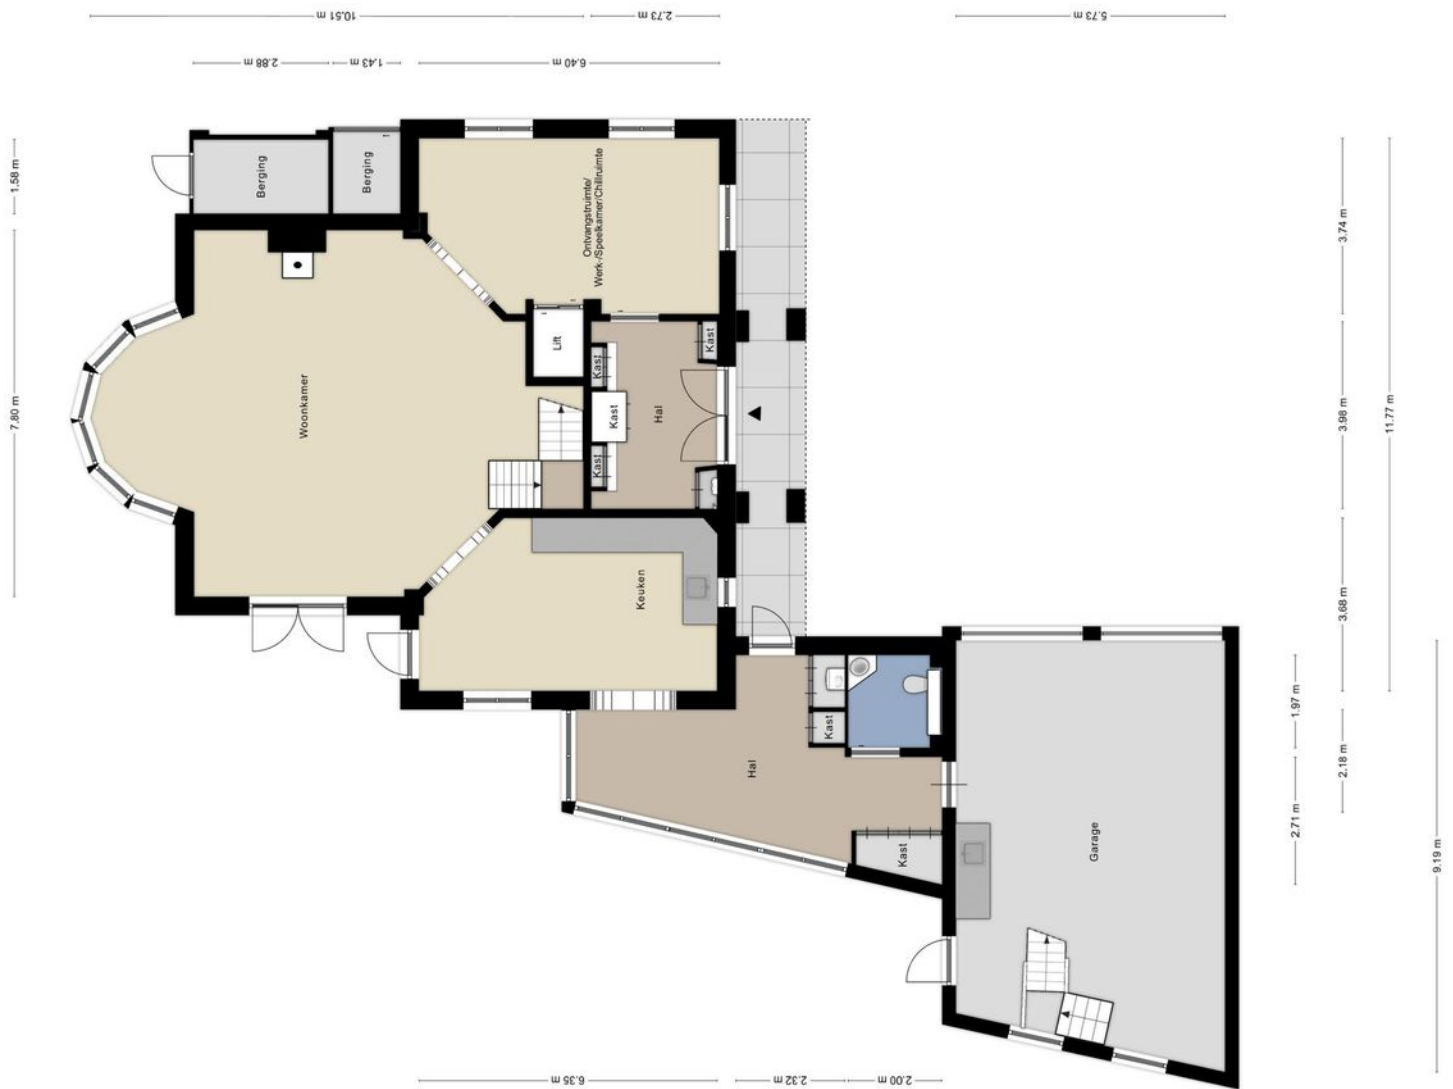 10.51 m
2.73 m
5.73 m
2.88 m
1.43 m
6.40 m
1.58 m
Berging
Berging
Ontvangstruimte/
Werk-/Speelkamer/Chillruimte
3.74 m
7.80 m
Woonkamer
Lift
Kast
Kast
Kast
Kast
Hal
3.98 m
11.77 m
Keuken
3.68 m
Kast
1.97 m
Hal
2.18 m
2.71 m
Kast
Garage
9.19 m
6.35 m
2.32 m
2.00 m